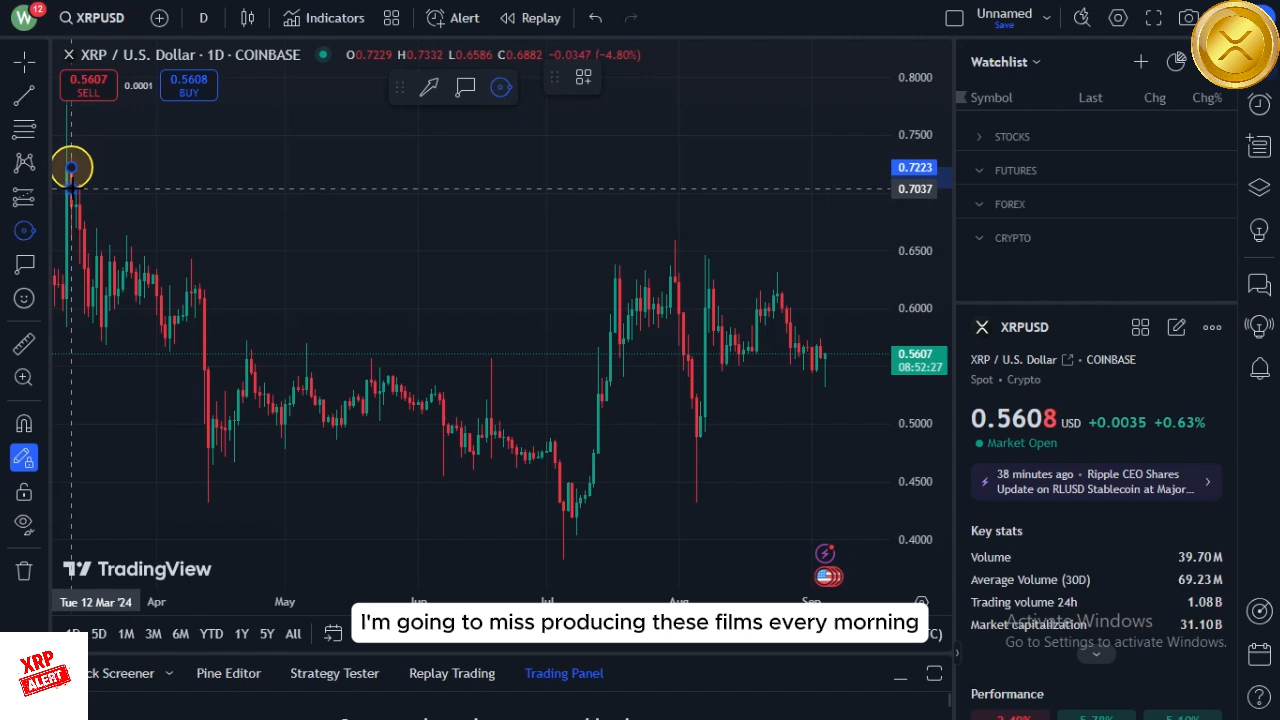 W
12
XRPUSD
D
Indicators
Alert
Replay
Unnamed
Save
XRP / U.S. Dollar · 1D · COINBASE
O0.7229 H0.7332 L0.6586 C0.6882 −0.0347 (−4.80%)
0.5607
SELL
0.0001
0.5608
BUY
0.8000
0.7500
0.7223
0.7037
0.6500
0.6000
0.5607
08:52:27
0.5000
0.4500
0.4000
TradingView
Tue 12 Mar '24
Apr
May
Jun
Jul
Aug
Sep
I'm going to miss producing these films every morning
1D 5D 1M 3M 6M YTD 1Y 5Y All
XRP
ALERT
ck Screener
Pine Editor
Strategy Tester
Replay Trading
Trading Panel
Watchlist
Symbol
Last
Chg
Chg%
STOCKS
FUTURES
FOREX
CRYPTO
XRPUSD
XRP / U.S. Dollar • COINBASE
Spot • Crypto
0.5608 USD +0.0035 +0.63%
Market Open
38 minutes ago • Ripple CEO Shares
Update on RLUSD Stablecoin at Major...
Key stats
Volume
39.70M
Average Volume (30D)
69.23M
Trading volume 24h
1.08B
Market capitalization
31.10B
Activate Windows
Go to Settings to activate Windows.
Performance